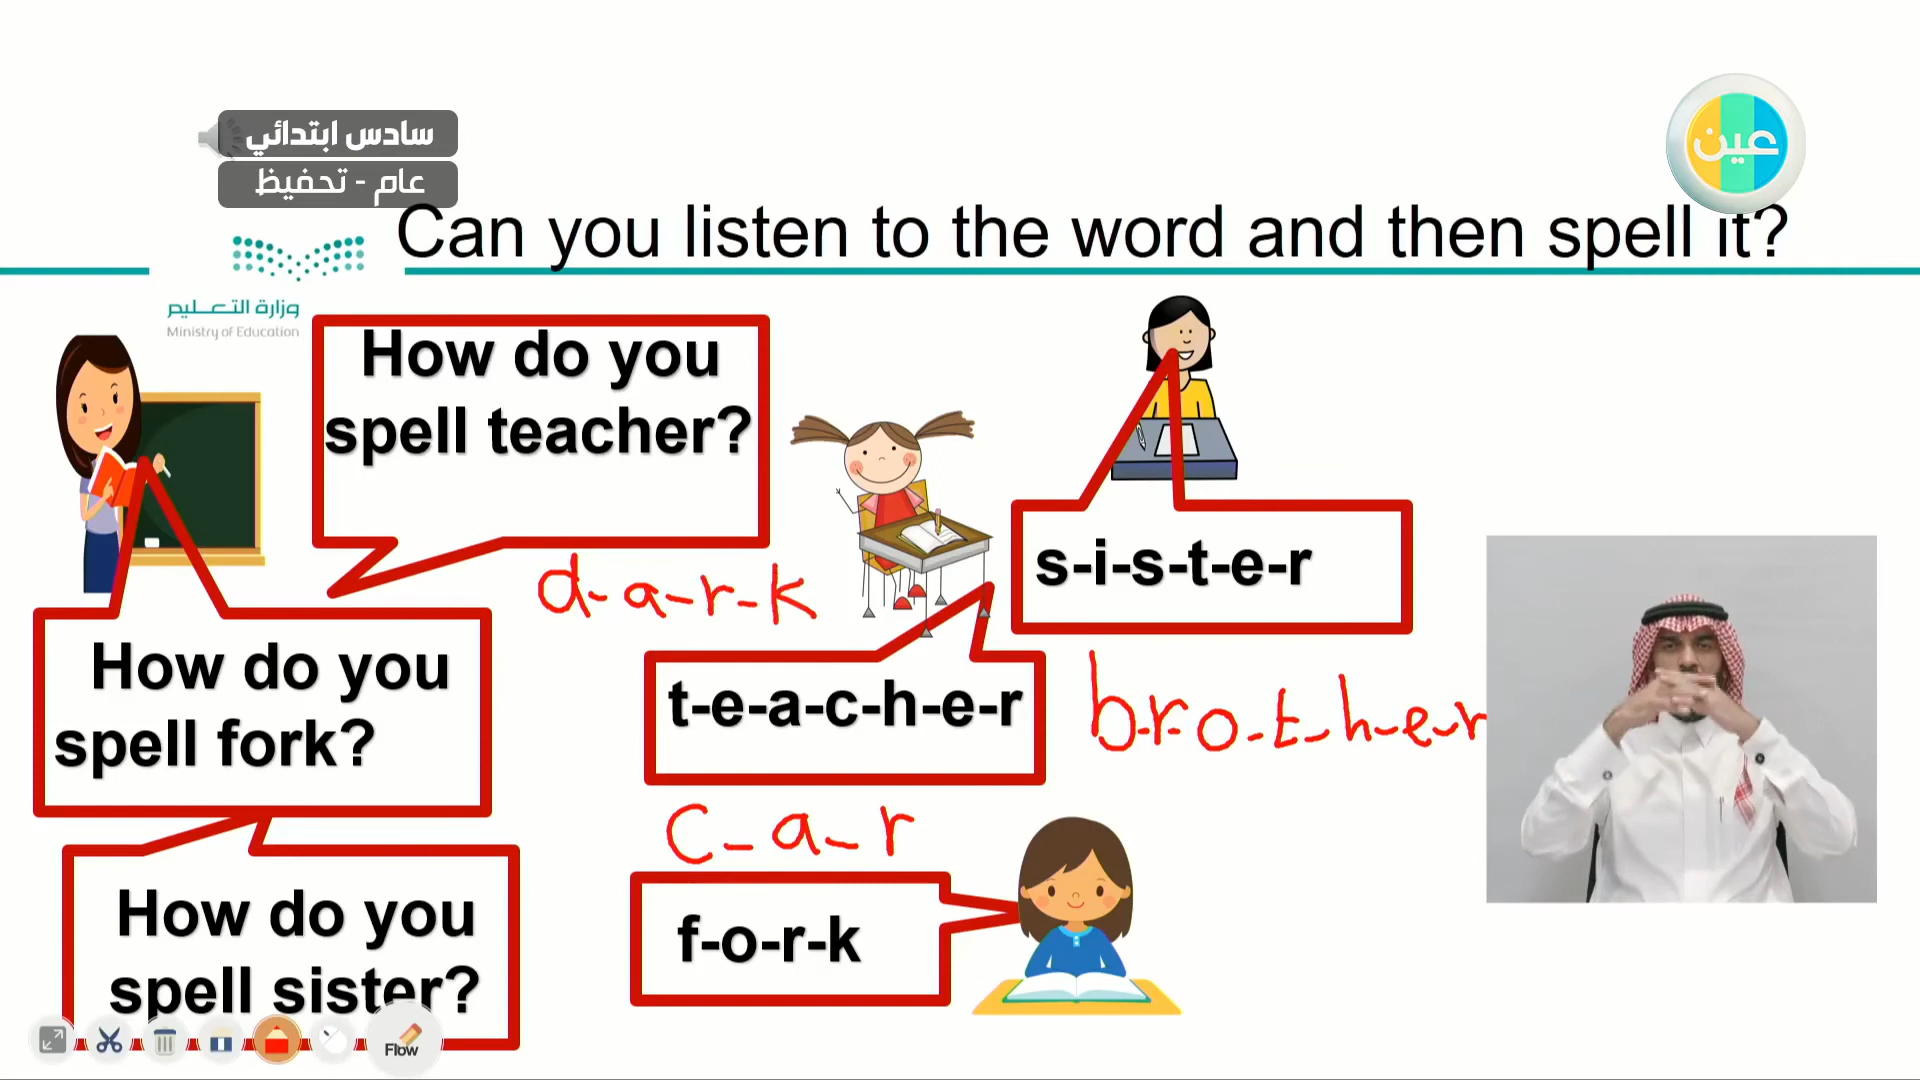 سادس ابتدائي
عام - تحفيظ
عين
Can you listen to the word and then spell it?
وزارة التعليم
Ministry of Education
How do you
spell teacher?
s-i-s-t-e-r
d-a-r-k
How do you
spell fork?
t-e-a-c-h-e-r
b-r-o-t-h-e-r
c-a-r
How do you
spell sister?
f-o-r-k
Flow